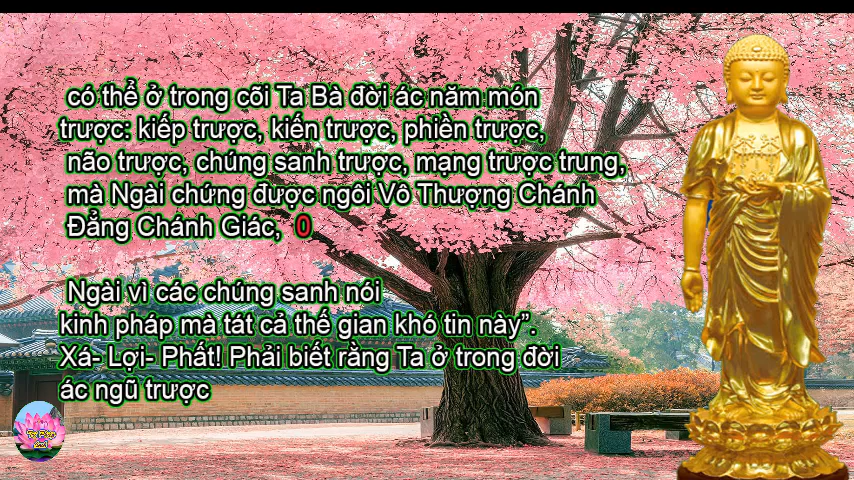 có thể ở trong cõi Ta Bà đời ác năm món
trược: kiếp trược, kiến trược, phiền trược,
não trược, chúng sanh trược, mạng trược trung,
mà Ngài chứng được ngôi Vô Thượng Chánh
Đẳng Chánh Giác, 0
Ngài vì các chúng sanh nói
kinh pháp mà tất cả thế gian khó tin này”.
Xá- Lợi- Phất! Phải biết rằng Ta ở trong đời
ác ngũ trược